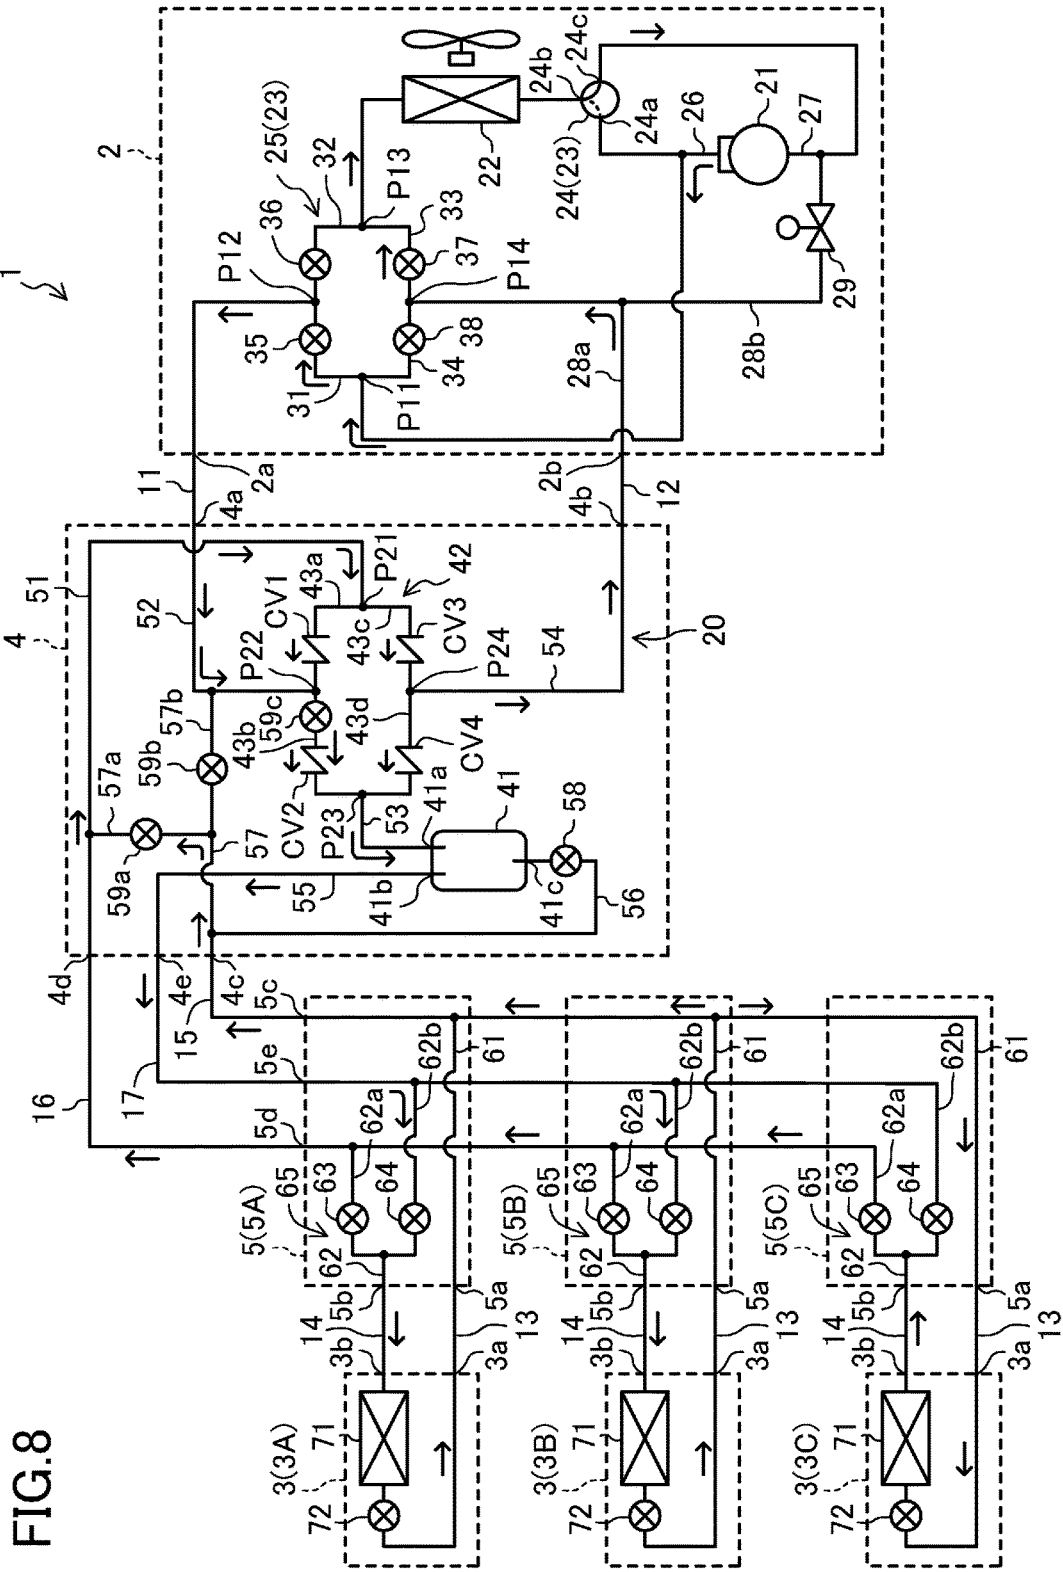 FIG.8
1
2
25(23)
32
P13
36
P12
33
37
P14
35
38
34
31
P11
28a
28b
22
24b
24c
24a
24(23)
26
21
27
29
11
2a
4a
2b
12
4b
4
51
52
P21
43a
42
CV1
43c
CV3
P22
P24
54
20
57b
59b
43b
59c
43d
CV4
57a
59a
57
CV2
P23
53
41a
41
58
55
41b
41c
56
4d
4e
4c
15
17
16
5c
5e
5d
61
62b
62a
63
64
65
5(5A)
62
5b
5a
14
13
3b
3a
3(3A)
71
72
61
62b
62a
63
64
65
5(5B)
62
5b
5a
14
13
3b
3a
3(3B)
71
72
61
62b
62a
63
64
65
5(5C)
62
5b
5a
14
13
3b
3a
3(3C)
71
72